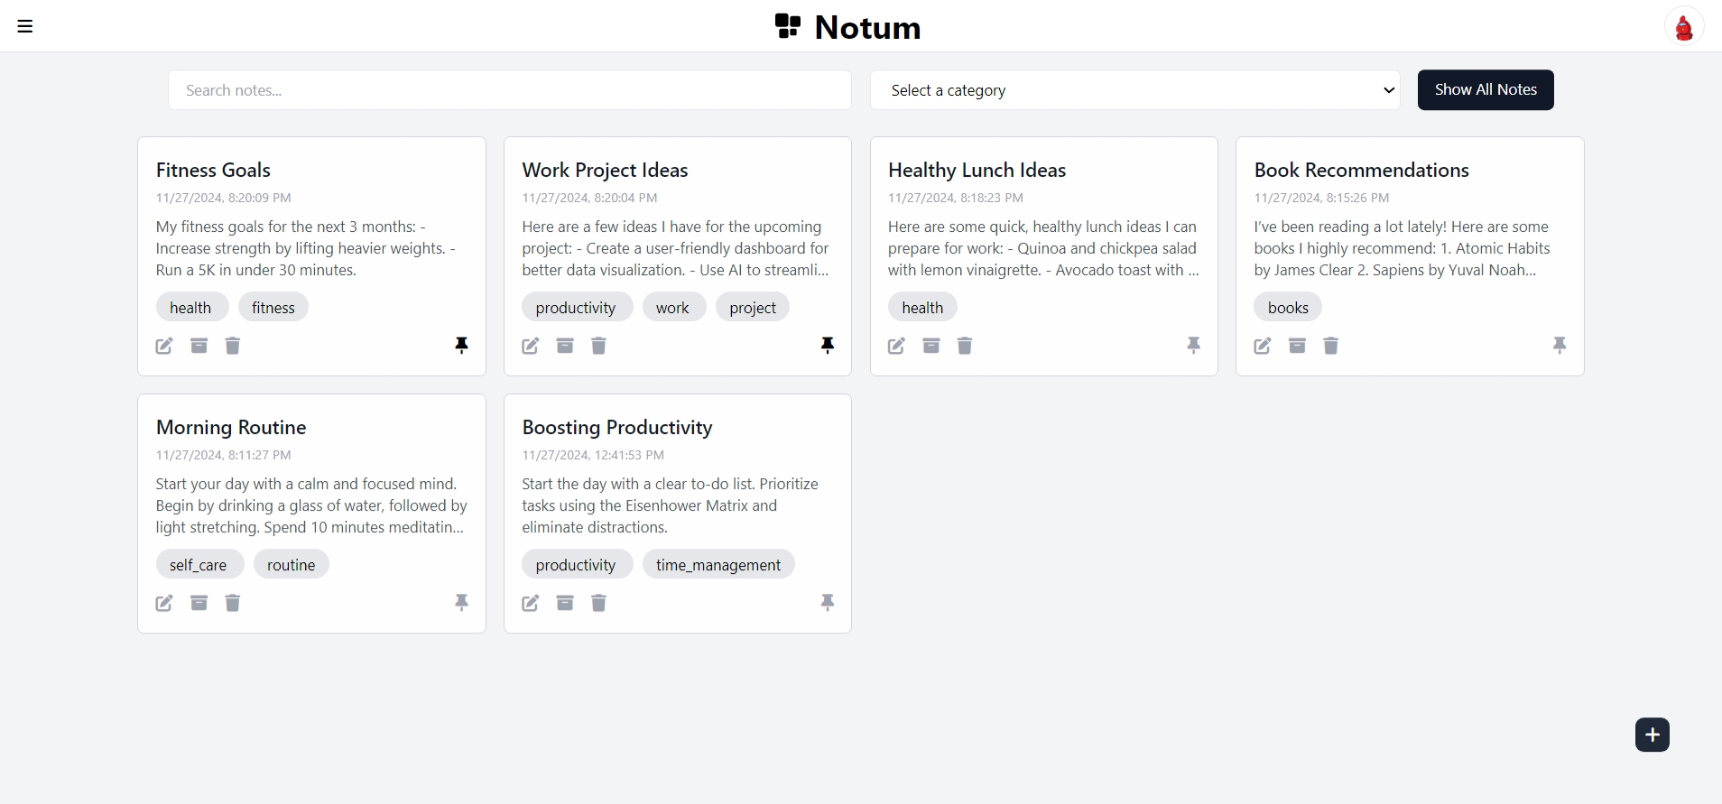 Notum
Search notes...
Select a category
Show All Notes
Fitness Goals
11/27/2024, 8:20:09 PM
My fitness goals for the next 3 months: -
Increase strength by lifting heavier weights. -
Run a 5K in under 30 minutes.
health fitness
Work Project Ideas
11/27/2024, 8:20:04 PM
Here are a few ideas I have for the upcoming
project: - Create a user-friendly dashboard for
better data visualization. - Use AI to streamli...
productivity work project
Healthy Lunch Ideas
11/27/2024, 8:18:23 PM
Here are some quick, healthy lunch ideas I can
prepare for work: - Quinoa and chickpea salad
with lemon vinaigrette. - Avocado toast with ...
health
Book Recommendations
11/27/2024, 8:15:26 PM
I've been reading a lot lately! Here are some
books I highly recommend: 1. Atomic Habits
by James Clear 2. Sapiens by Yuval Noah...
books
Morning Routine
11/27/2024, 8:11:27 PM
Start your day with a calm and focused mind.
Begin by drinking a glass of water, followed by
light stretching. Spend 10 minutes meditatin...
self_care routine
Boosting Productivity
11/27/2024, 12:41:53 PM
Start the day with a clear to-do list. Prioritize
tasks using the Eisenhower Matrix and
eliminate distractions.
productivity time_management